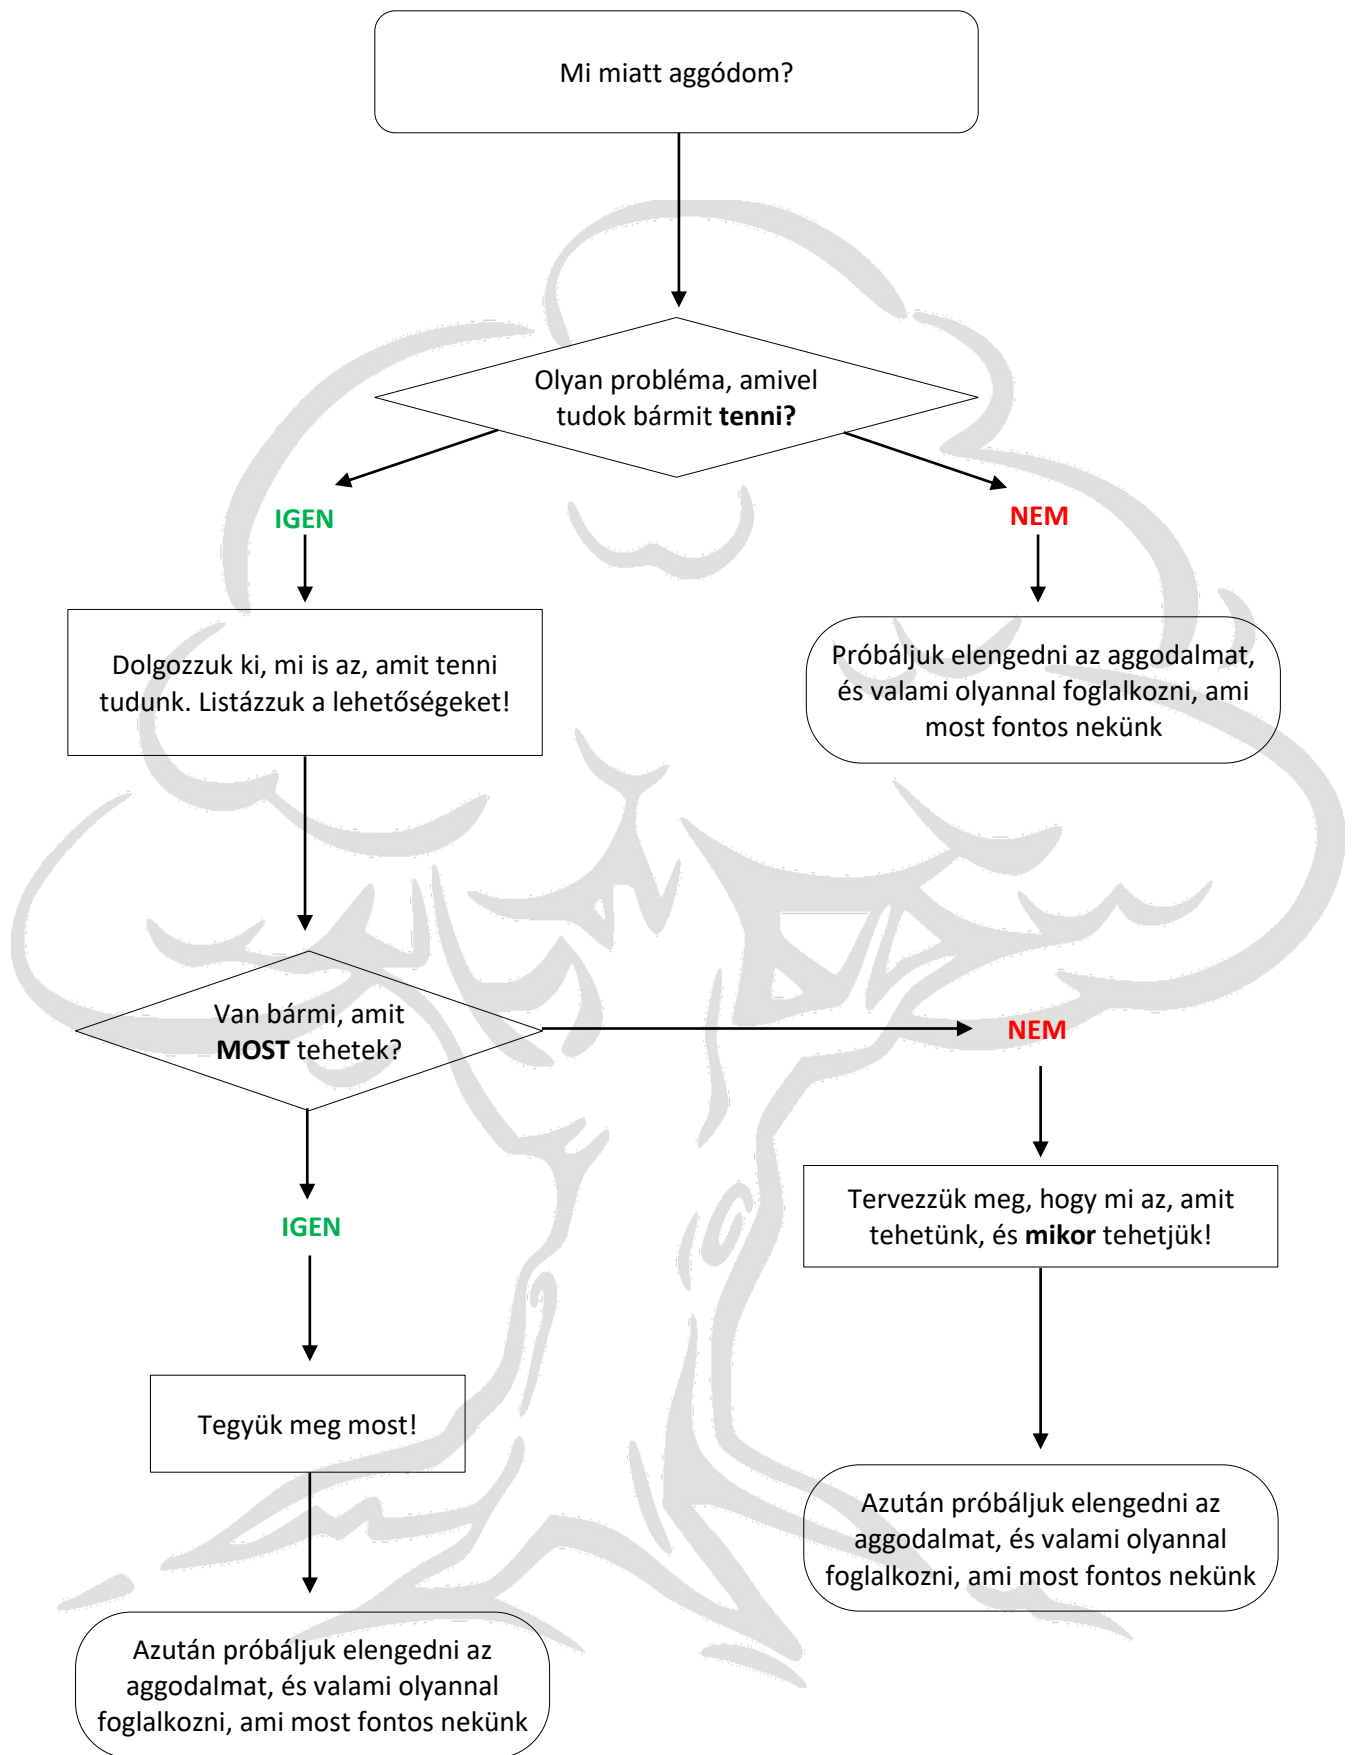 Mi miatt aggódom?
Olyan probléma, amivel
tudok bármit tenni?
IGEN
NEM
Dolgozzuk ki, mi is az, amit tenni
tudunk. Listázzuk a lehetőségeket!
Próbáljuk elengedni az aggodalmat,
és valami olyannal foglalkozni, ami
most fontos nekünk
Van bármi, amit
MOST tehetek?
NEM
IGEN
Tervezzük meg, hogy mi az, amit
tehetünk, és mikor tehetjük!
Tegyük meg most!
Azután próbáljuk elengedni az
aggodalmat, és valami olyannal
foglalkozni, ami most fontos nekünk
Azután próbáljuk elengedni az
aggodalmat, és valami olyannal
foglalkozni, ami most fontos nekünk